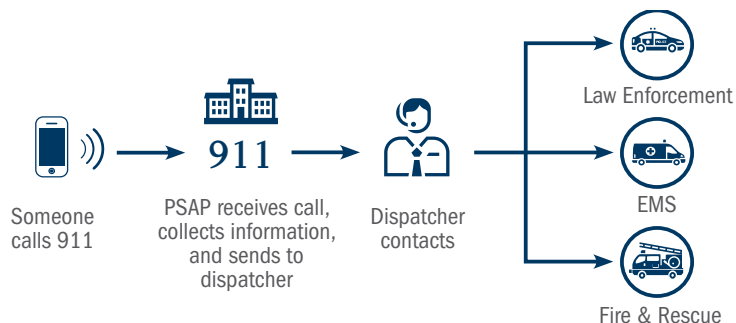 Someone
calls 911
911
PSAP receives call,
collects information,
and sends to
dispatcher
Dispatcher
contacts
Law Enforcement
EMS
Fire & Rescue